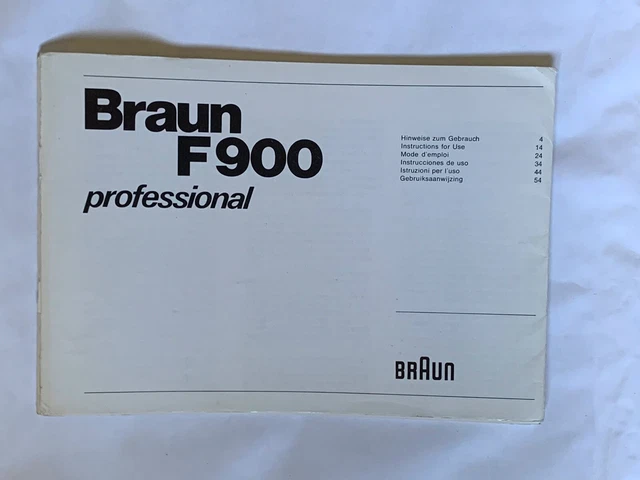 Braun
F900
professional
Hinweise zum Gebrauch 4
Instructions for Use 14
Mode d'emploi 24
Instrucciones de uso 34
Istruzioni per l'uso 44
Gebruiksaanwijzing 54
BRAUN